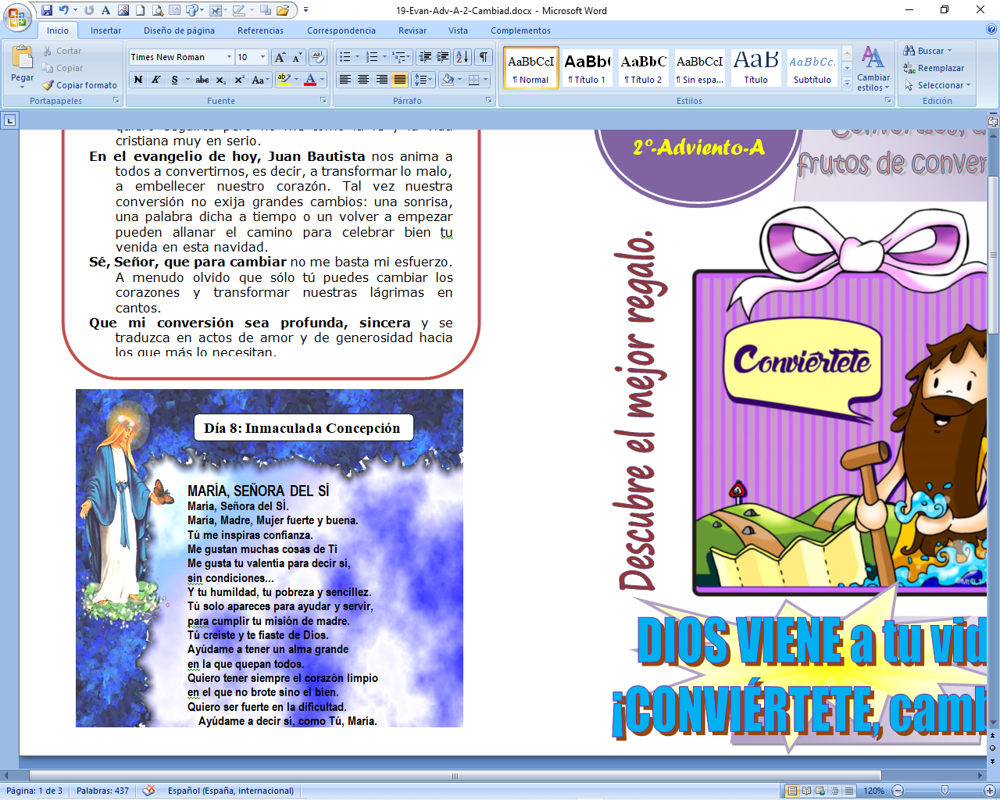 19-Evan-Adv-A-2-Cambiad.docx - Microsoft Word
Inicio
Insertar
Diseño de página
Referencias
Correspondencia
Revisar
Vista
Complementos
Pegar
Cortar
Copiar
Copiar formato
Portapapeles
Times New Roman
10
N K S abc x₂ x² Aa
Fuente
Párrafo
AaBbCcI
¶ Normal
AaBb
¶ Título 1
AaBbC
¶ Título 2
AaBbCcI
¶ Sin espa...
AaB
Título
AaBbCc.
Subtítulo
Cambiar
estilos
Estilos
Buscar
Reemplazar
Seleccionar
Edición
cristiana muy en serio.
En el evangelio de hoy, Juan Bautista nos anima a
todos a convertirnos, es decir, a transformar lo malo,
a embellecer nuestro corazón. Tal vez nuestra
conversión no exija grandes cambios: una sonrisa,
una palabra dicha a tiempo o un volver a empezar
pueden allanar el camino para celebrar bien tu
venida en esta navidad.
Sé, Señor, que para cambiar no me basta mi esfuerzo.
A menudo olvido que sólo tú puedes cambiar los
corazones y transformar nuestras lágrimas en
cantos.
Que mi conversión sea profunda, sincera y se
traduzca en actos de amor y de generosidad hacia
los que más lo necesitan.
Día 8: Inmaculada Concepción
MARÍA, SEÑORA DEL SÍ
María, Señora del SÍ.
María, Madre, Mujer fuerte y buena.
Tú me inspiras confianza.
Me gustan muchas cosas de Ti
Me gusta tu valentía para decir sí,
sin condiciones...
Y tu humildad, tu pobreza y sencillez.
Tú solo apareces para ayudar y servir,
para cumplir tu misión de madre.
Tú creíste y te fiaste de Dios.
Ayúdame a tener un alma grande
en la que quepan todos.
Quiero tener siempre el corazón limpio
en el que no brote sino el bien.
Quiero ser fuerte en la dificultad.
Ayúdame a decir sí, como Tú, María.
2º-Adviento-A
frutos de conver
Descubre el mejor regalo.
Conviértete
DIOS VIENE a tu vid
¡CONVIÉRTETE, camb
Página: 1 de 3
Palabras: 437
Español (España, internacional)
120%